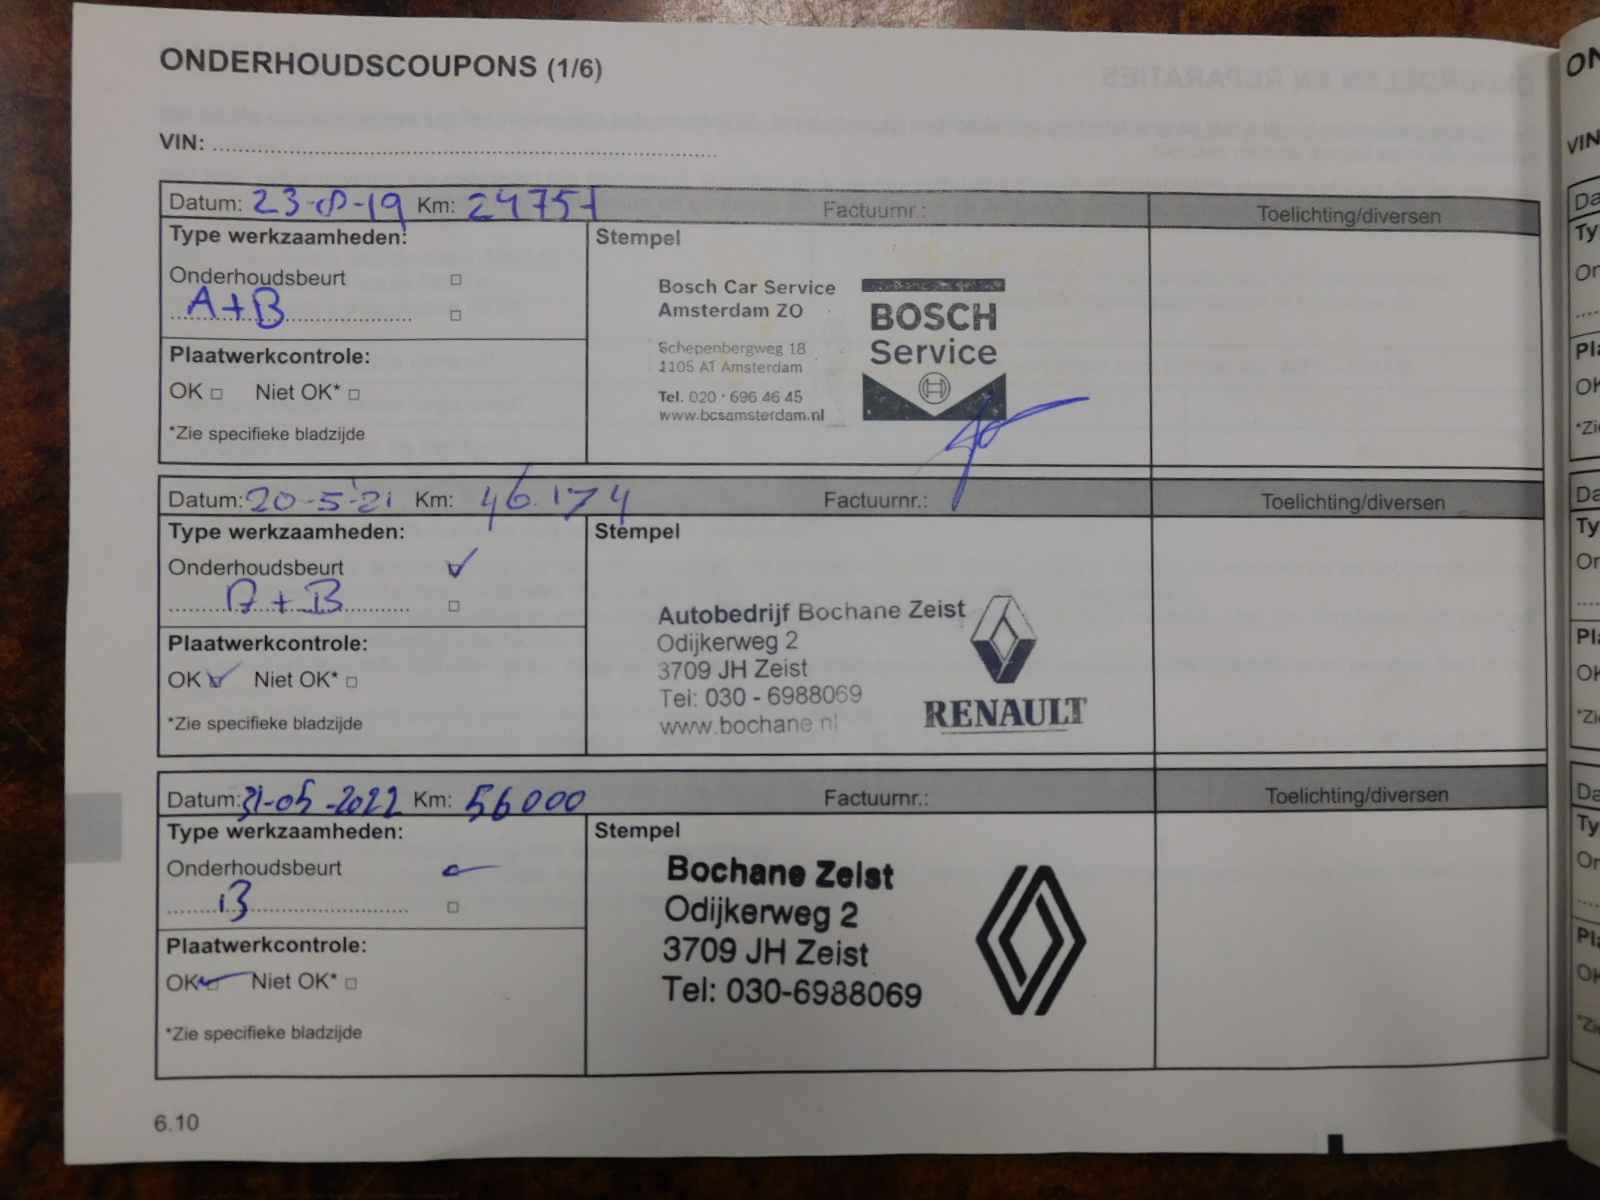 ONDERHOUDSCOUPONS (1/6)
VIN:
Datum: 23-8-19 Km: 24751 Factuurnr.: Toelichting/diversen
Type werkzaamheden: Stempel
Onderhoudsbeurt
A+B
Plaatwerkcontrole:
OK Niet OK*
*Zie specifieke bladzijde
Bosch Car Service
Amsterdam ZO
Schepenbergweg 18
1105 AT Amsterdam
Tel. 020 · 696 46 45
www.bcsamsterdam.nl
BOSCH
Service
Datum: 20-5-'21 Km: 46.174 Factuurnr.: Toelichting/diversen
Type werkzaamheden: Stempel
Onderhoudsbeurt
A+B
Plaatwerkcontrole:
OK Niet OK*
*Zie specifieke bladzijde
Autobedrijf Bochane Zeist
Odijkerweg 2
3709 JH Zeist
Tel: 030 - 6988069
www.bochane.nl
RENAULT
Datum: 31-05-2022 Km: 56000 Factuurnr.: Toelichting/diversen
Type werkzaamheden: Stempel
Onderhoudsbeurt
B
Plaatwerkcontrole:
OK Niet OK*
*Zie specifieke bladzijde
Bochane Zeist
Odijkerweg 2
3709 JH Zeist
Tel: 030-6988069
6.10